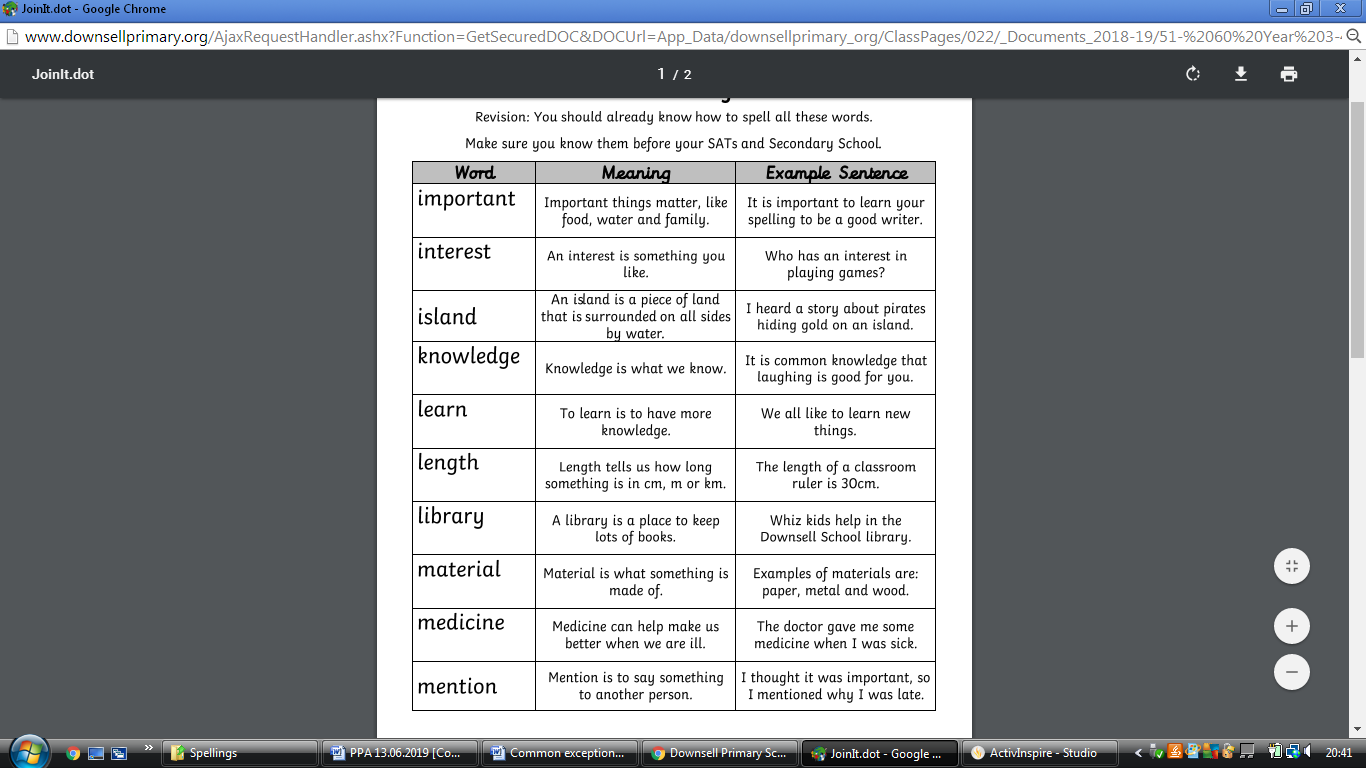 JoinIt.dot - Google Chrome
www.downsellprimary.org/AjaxRequestHandler.ashx?Function=GetSecuredDOC&DOCUrl=App_Data/downsellprimary_org/ClassPages/022/_Documents_2018-19/51-%2060%20Year%203-
JoinIt.dot
1 / 2
Revision: You should already know how to spell all these words.
Make sure you know them before your SATs and Secondary School.
Word Meaning Example Sentence
important
Important things matter, like
food, water and family.
It is important to learn your
spelling to be a good writer.
interest
An interest is something you
like.
Who has an interest in
playing games?
island
An island is a piece of land
that is surrounded on all sides
by water.
I heard a story about pirates
hiding gold on an island.
knowledge
Knowledge is what we know.
It is common knowledge that
laughing is good for you.
learn
To learn is to have more
knowledge.
We all like to learn new
things.
length
Length tells us how long
something is in cm, m or km.
The length of a classroom
ruler is 30cm.
library
A library is a place to keep
lots of books.
Whiz kids help in the
Downsell School library.
material
Material is what something is
made of.
Examples of materials are:
paper, metal and wood.
medicine
Medicine can help make us
better when we are ill.
The doctor gave me some
medicine when I was sick.
mention
Mention is to say something
to another person.
I thought it was important, so
I mentioned why I was late.
Spellings
PPA 13.06.2019 [Co...
Common exception...
Downsell Primary Sc...
JoinIt.dot - Google ...
ActivInspire - Studio
20:41